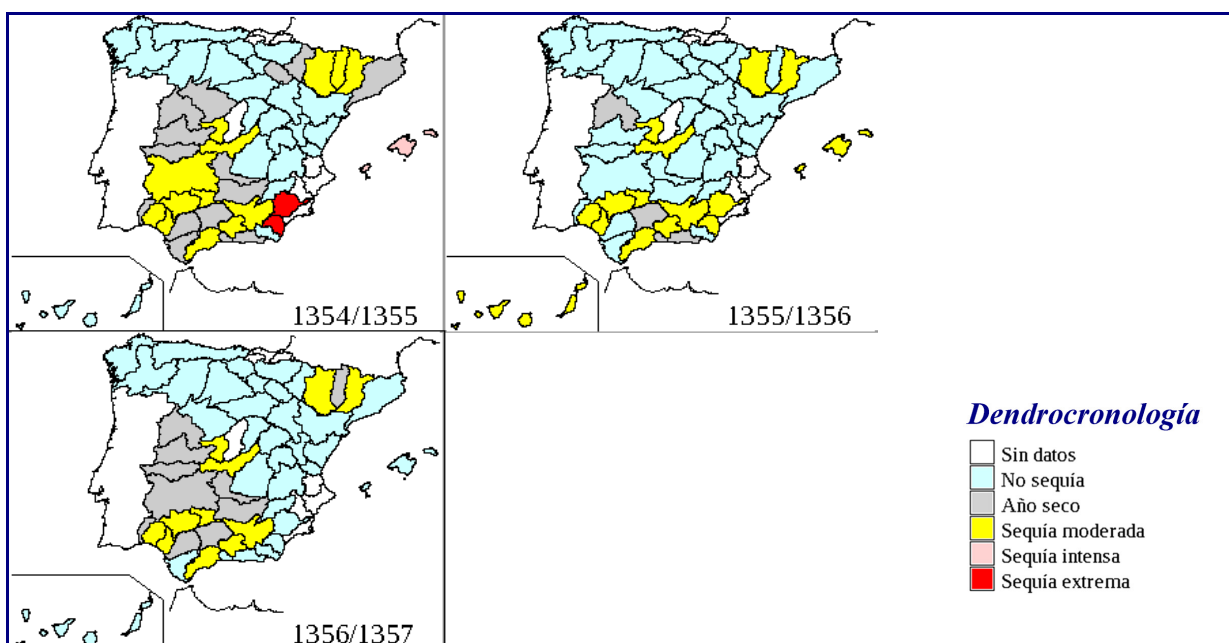 1354/1355
1355/1356
1356/1357
Dendrocronología
Sin datos
No sequía
Año seco
Sequía moderada
Sequía intensa
Sequía extrema